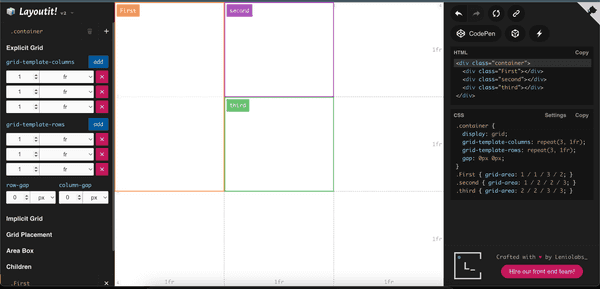 Layoutit! v3
.container
Explicit Grid
grid-template-columns add
1 fr
1 fr
1 fr
grid-template-rows add
1 fr
1 fr
1 fr
row-gap column-gap
0 px 0 px
Implicit Grid
Grid Placement
Area Box
Children
.First
First
second
third
1fr
1fr
1fr
1fr
1fr
1fr
CodePen
HTML Copy
<div class="container">
<div class="First"></div>
<div class="second"></div>
<div class="third"></div>
</div>
CSS Settings Copy
.container {
display: grid;
grid-template-columns: repeat(3, 1fr);
grid-template-rows: repeat(3, 1fr);
gap: 0px 0px;
}
.First { grid-area: 1 / 1 / 3 / 2; }
.second { grid-area: 1 / 2 / 2 / 3; }
.third { grid-area: 2 / 2 / 3 / 3; }
L_
Crafted with ♥ by Leniolabs_
Hire our front end team!